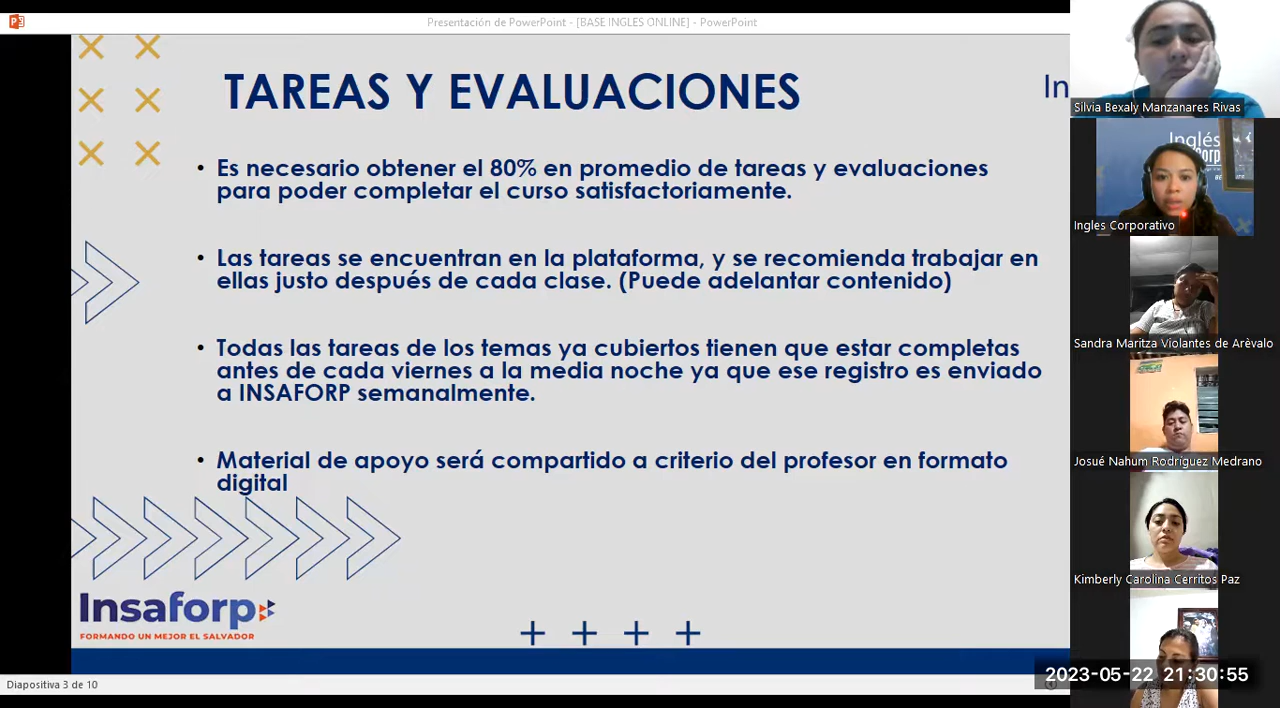 Presentación de PowerPoint - [BASE INGLES ONLINE] - PowerPoint
TAREAS Y EVALUACIONES
In
• Es necesario obtener el 80% en promedio de tareas y evaluaciones
para poder completar el curso satisfactoriamente.
• Las tareas se encuentran en la plataforma, y se recomienda trabajar en
ellas justo después de cada clase. (Puede adelantar contenido)
• Todas las tareas de los temas ya cubiertos tienen que estar completas
antes de cada viernes a la media noche ya que ese registro es enviado
a INSAFORP semanalmente.
• Material de apoyo será compartido a criterio del profesor en formato
digital
Insaforp
FORMANDO UN MEJOR EL SALVADOR
Diapositiva 3 de 10
Silvia Bexaly Manzanares Rivas
Inglés
Ingles Corporativo
Sandra Maritza Violantes de Arèvalo
Josué Nahum Rodríguez Medrano
Kimberly Carolina Cerritos Paz
2023-05-22 21:30:55